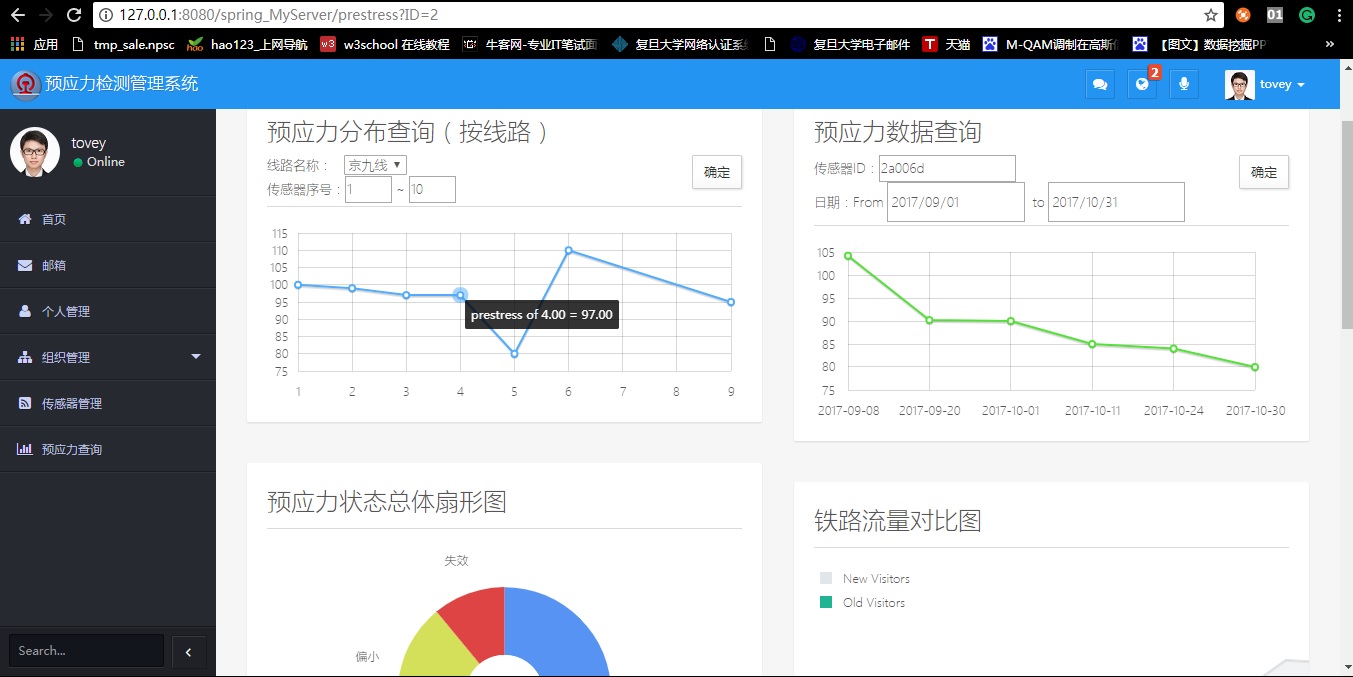 127.0.0.1:8080/spring_MyServer/prestress?ID=2
01
应用 tmp_sale.npsc hao123_上网导航 w3school 在线教程 牛客网-专业IT笔试面 复旦大学网络认证系 复旦大学电子邮件 天猫 M-QAM调制在高斯 【图文】数据挖掘PP »
预应力检测管理系统
2
tovey
tovey
Online
首页
邮箱
个人管理
组织管理
传感器管理
预应力查询
Search...
预应力分布查询（按线路）
线路名称： 京九线
传感器序号：1 ~ 10
确定
115
110
105
100
95
90
85
80
75
prestress of 4.00 = 97.00
1 2 3 4 5 6 7 8 9
预应力数据查询
传感器ID：2a006d
确定
日期：From 2017/09/01 to 2017/10/31
105
100
95
90
85
80
75
2017-09-08 2017-09-20 2017-10-01 2017-10-11 2017-10-24 2017-10-30
预应力状态总体扇形图
失效
偏小
铁路流量对比图
New Visitors
Old Visitors